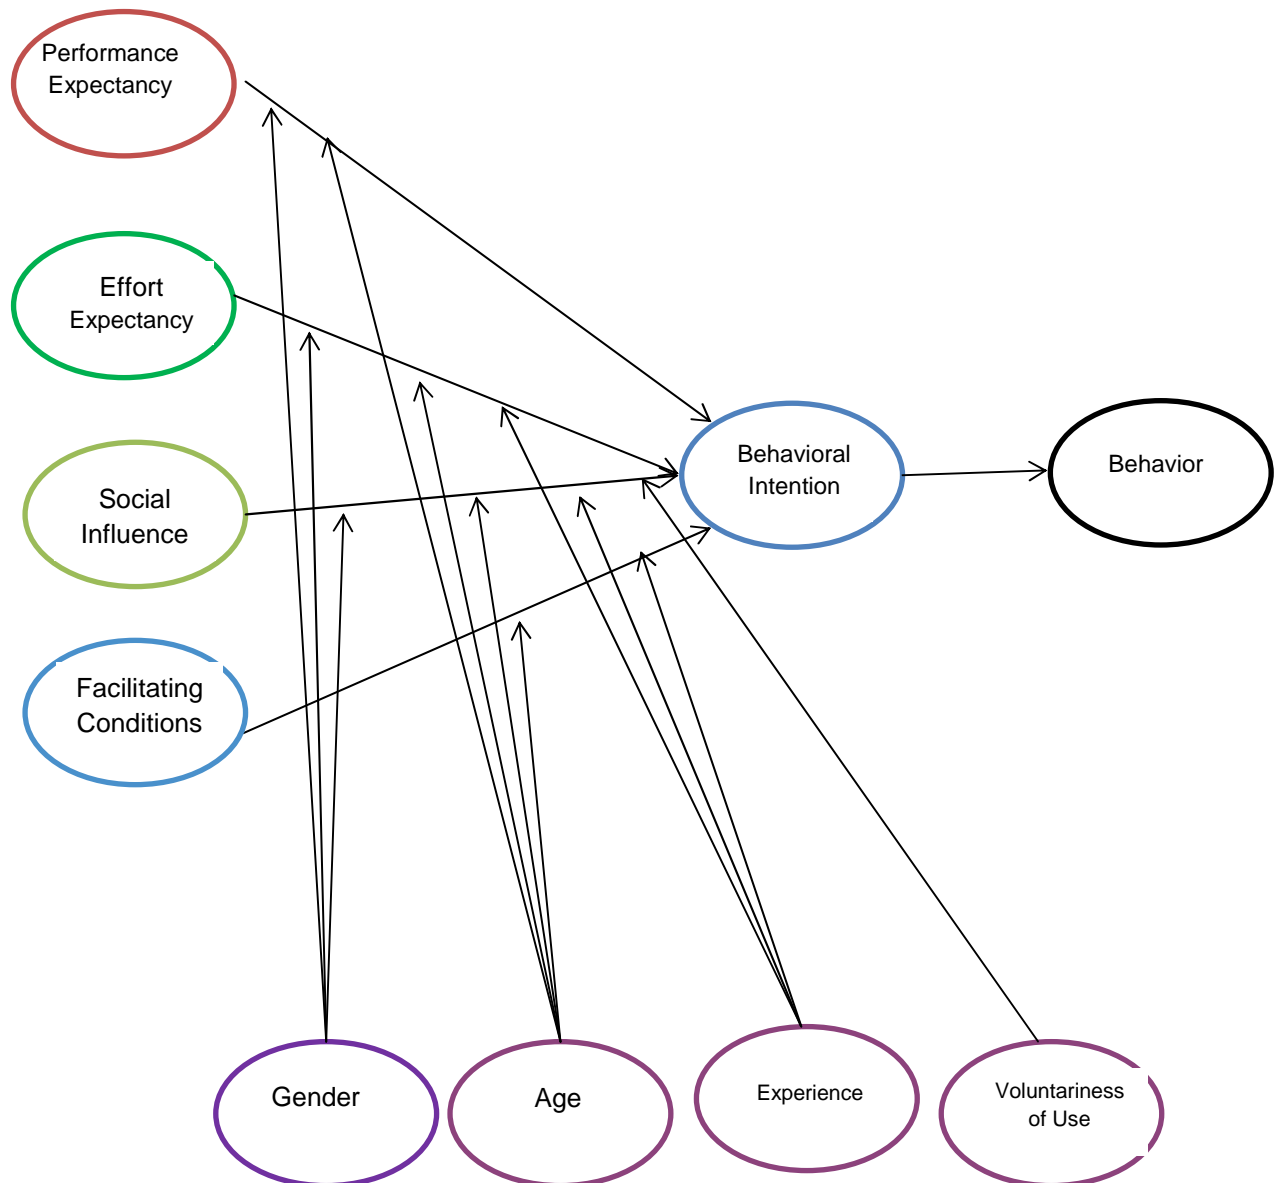 Performance
Expectancy
Effort
Expectancy
Social
Influence
Facilitating
Conditions
Behavioral
Intention
Behavior
Gender
Age
Experience
Voluntariness
of Use